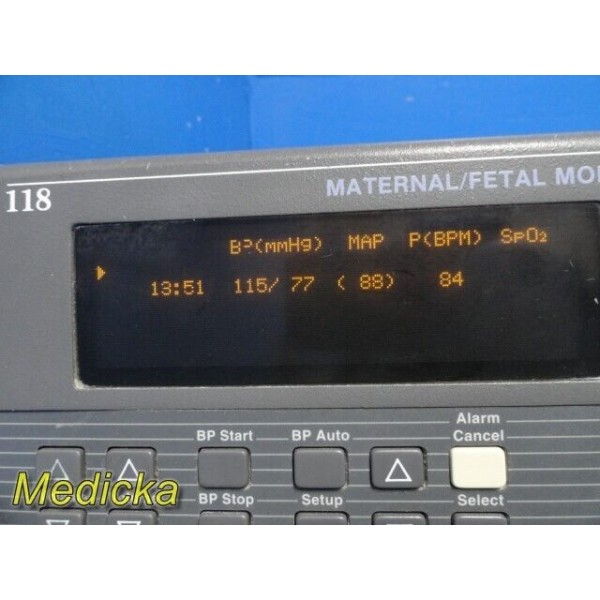 118
MATERNAL/FETAL MO
BP(mmHg) MAP P(BPM) SpO₂
13:51 115/ 77 ( 88) 84
Alarm
BP Start BP Auto Cancel
Medicka
BP Stop Setup Select